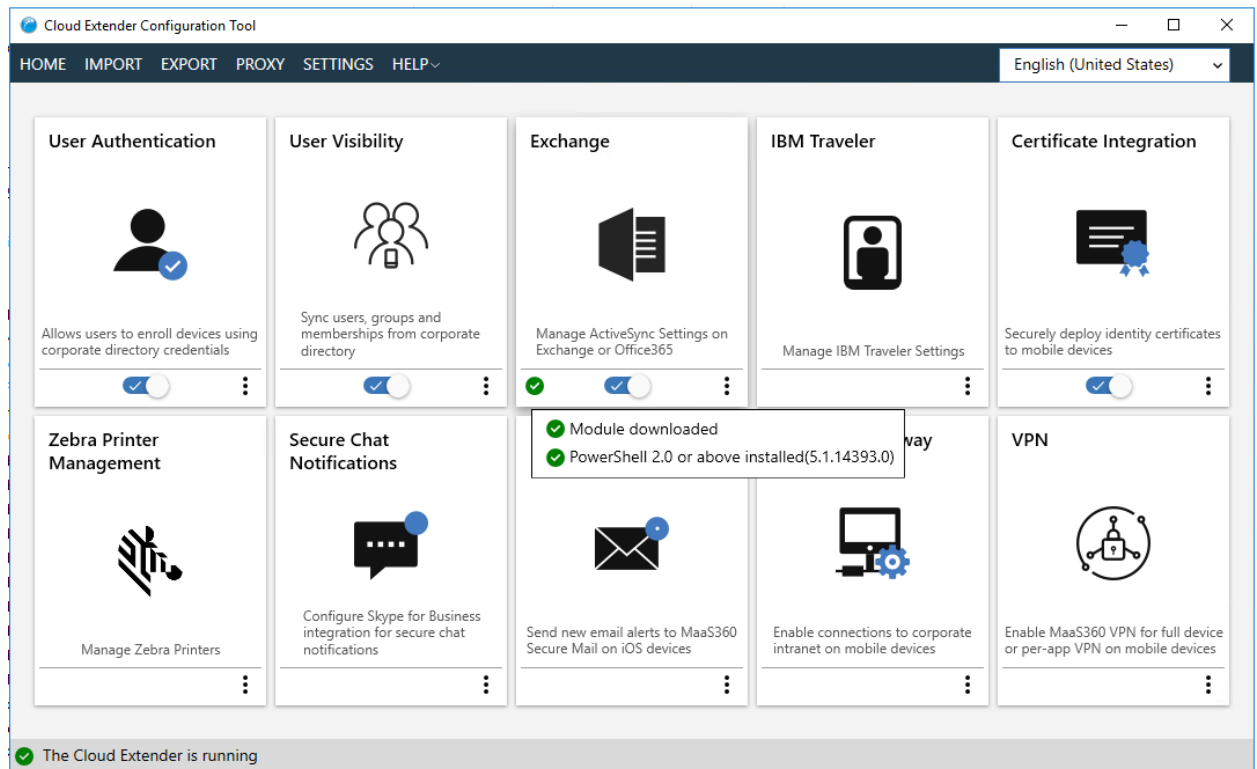 Cloud Extender Configuration Tool
HOME IMPORT EXPORT PROXY SETTINGS HELP
English (United States)
User Authentication
Allows users to enroll devices using
corporate directory credentials
User Visibility
Sync users, groups and
memberships from corporate
directory
Exchange
Manage ActiveSync Settings on
Exchange or Office365
IBM Traveler
Manage IBM Traveler Settings
Certificate Integration
Securely deploy identity certificates
to mobile devices
Module downloaded
PowerShell 2.0 or above installed(5.1.14393.0)
Zebra Printer
Management
Manage Zebra Printers
Secure Chat
Notifications
Configure Skype for Business
integration for secure chat
notifications
Send new email alerts to MaaS360
Secure Mail on iOS devices
way
Enable connections to corporate
intranet on mobile devices
VPN
Enable MaaS360 VPN for full device
or per-app VPN on mobile devices
The Cloud Extender is running